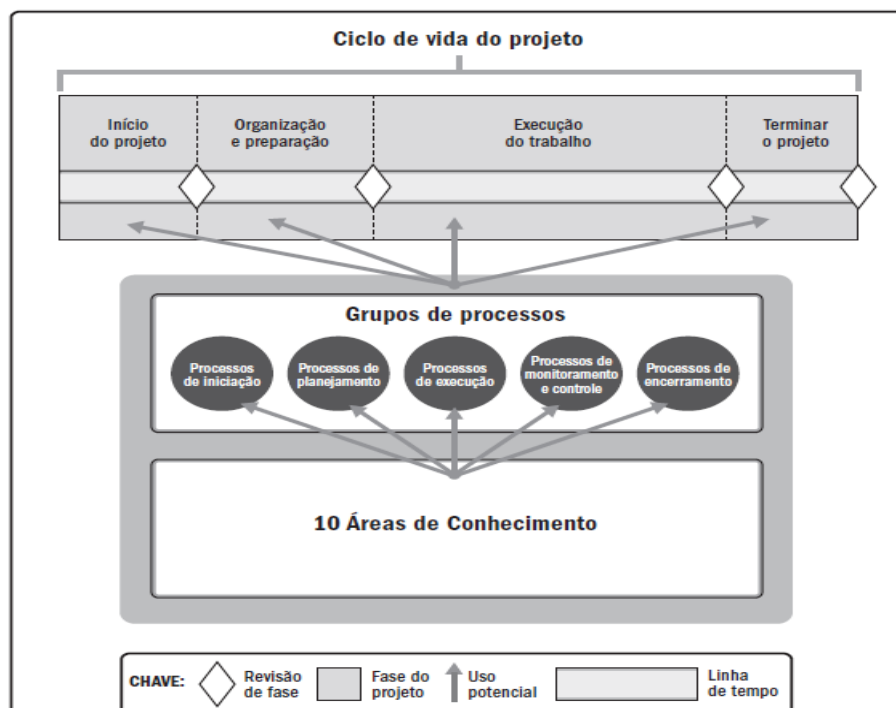 Ciclo de vida do projeto
Início
do projeto
Organização
e preparação
Execução
do trabalho
Terminar
o projeto
Grupos de processos
Processos
de iniciação
Processos de
planejamento
Processos
de execução
Processos de
monitoramento
e controle
Processos de
encerramento
10 Áreas de Conhecimento
CHAVE:
Revisão
de fase
Fase do
projeto
Uso
potencial
Linha
de tempo